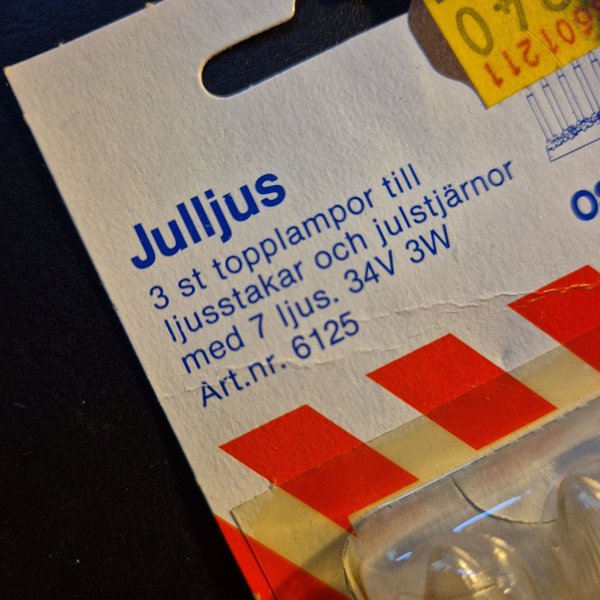 Julljus
3 st topplampor till
ljusstakar och julstjärnor
med 7 ljus. 34V 3W
Art.nr. 6125